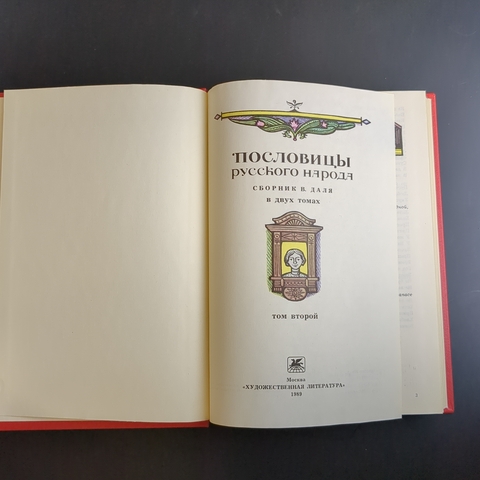 ПОСЛОВИЦЫ
РУССКОГО НАРОДА
СБОРНИК В. ДАЛЯ
В ДВУХ ТОМАХ
ТОМ ВТОРОЙ
Москва
«ХУДОЖЕСТВЕННАЯ ЛИТЕРАТУРА»
1989